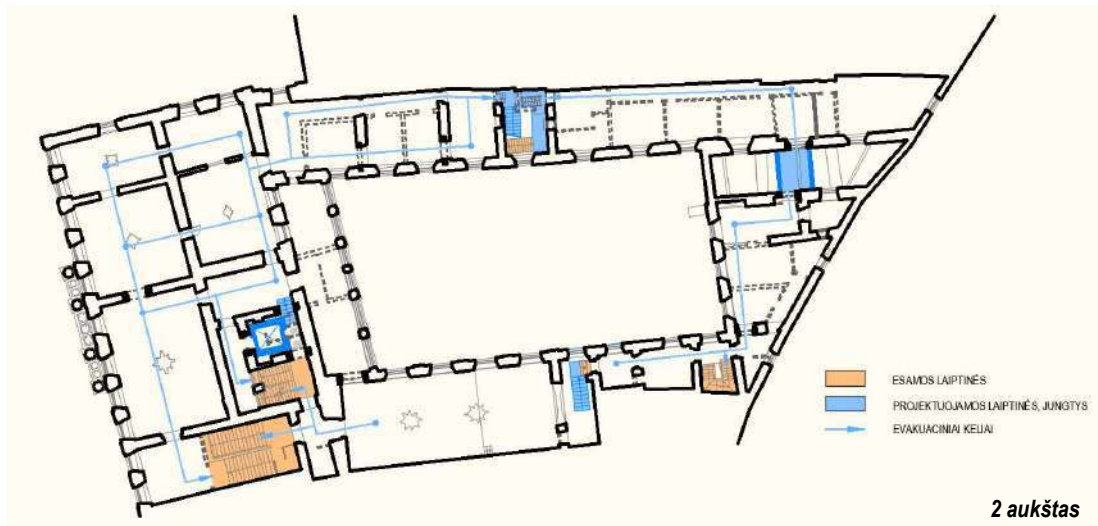 ESAMOS LAIPTINĖS
PROJEKTUOJAMOS LAIPTINĖS, JUNGTYS
EVAKUACINIAI KELIAI
2 aukštas